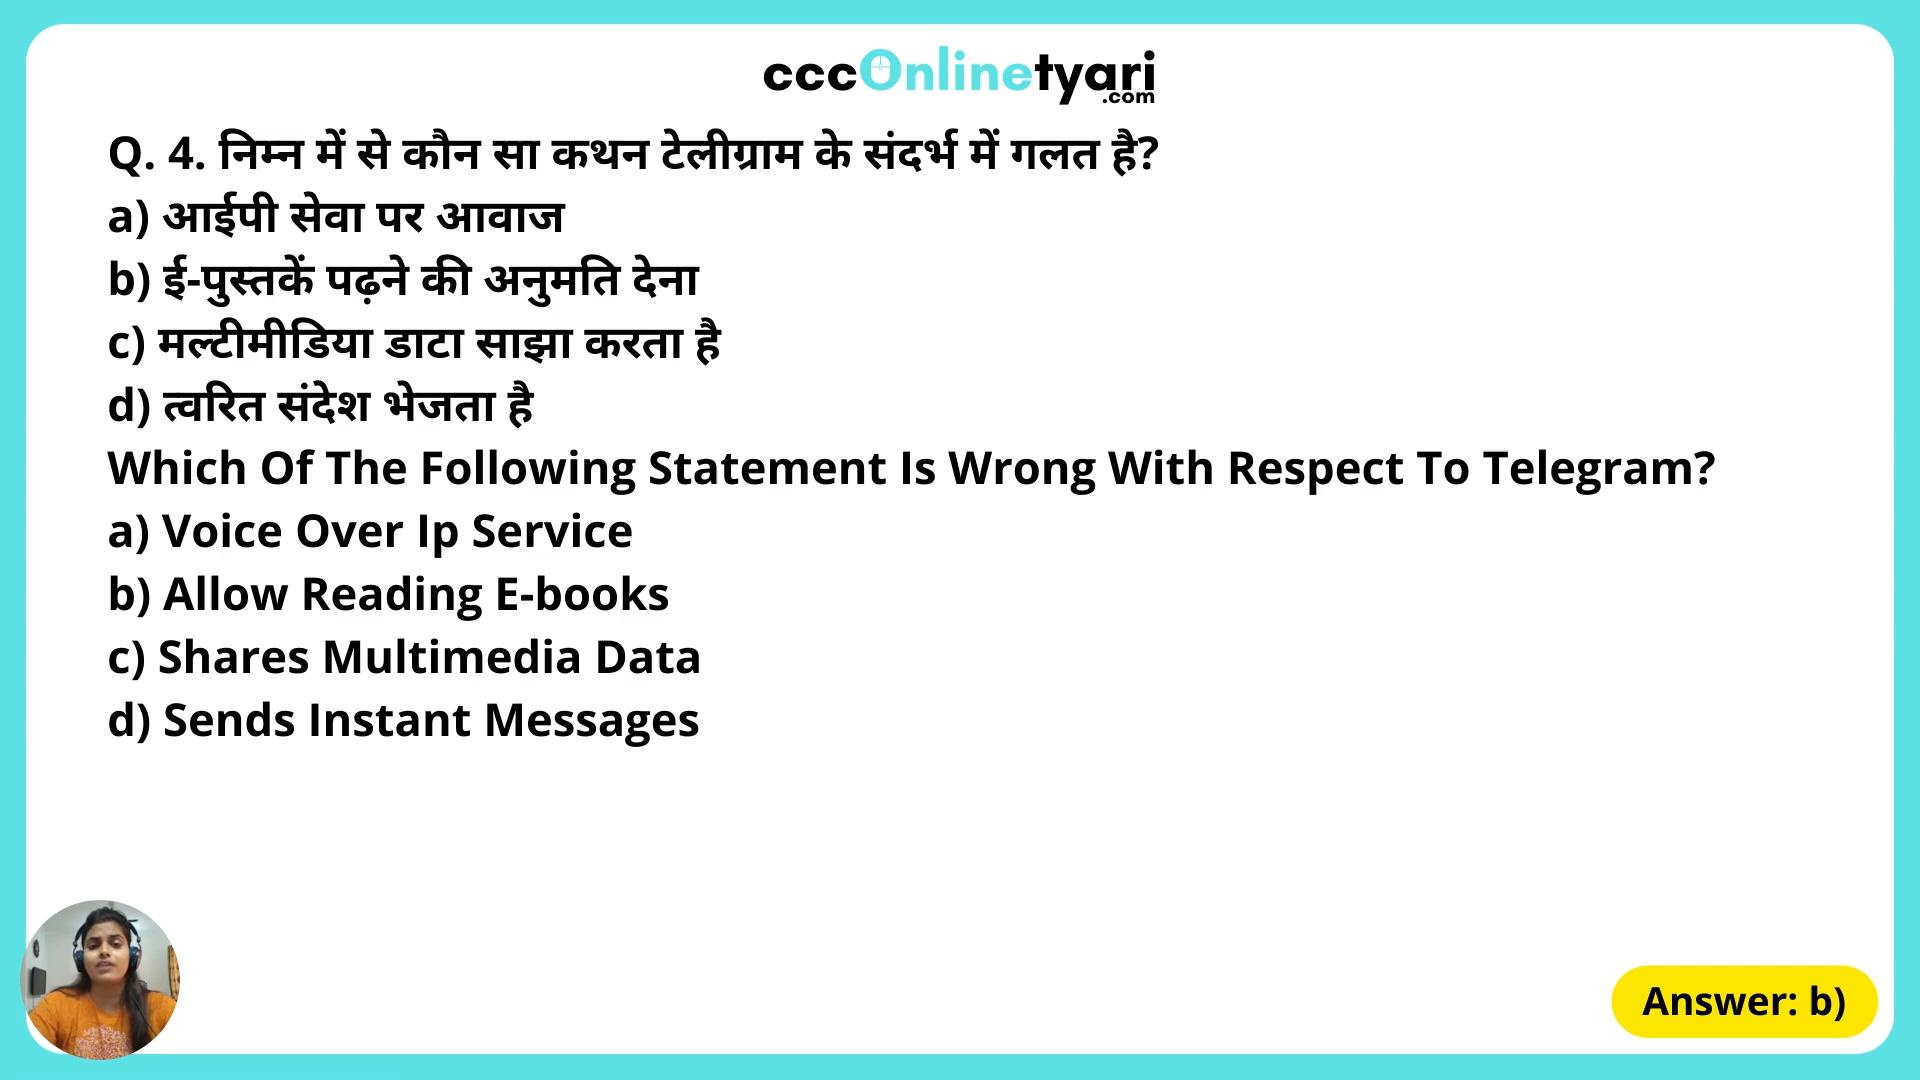 cccOnlinetyari
.com
Q. 4. निम्न में से कौन सा कथन टेलीग्राम के संदर्भ में गलत है?
a) आईपी सेवा पर आवाज
b) ई-पुस्तकें पढ़ने की अनुमति देना
c) मल्टीमीडिया डाटा साझा करता है
d) त्वरित संदेश भेजता है
Which Of The Following Statement Is Wrong With Respect To Telegram?
a) Voice Over Ip Service
b) Allow Reading E-books
c) Shares Multimedia Data
d) Sends Instant Messages
Answer: b)